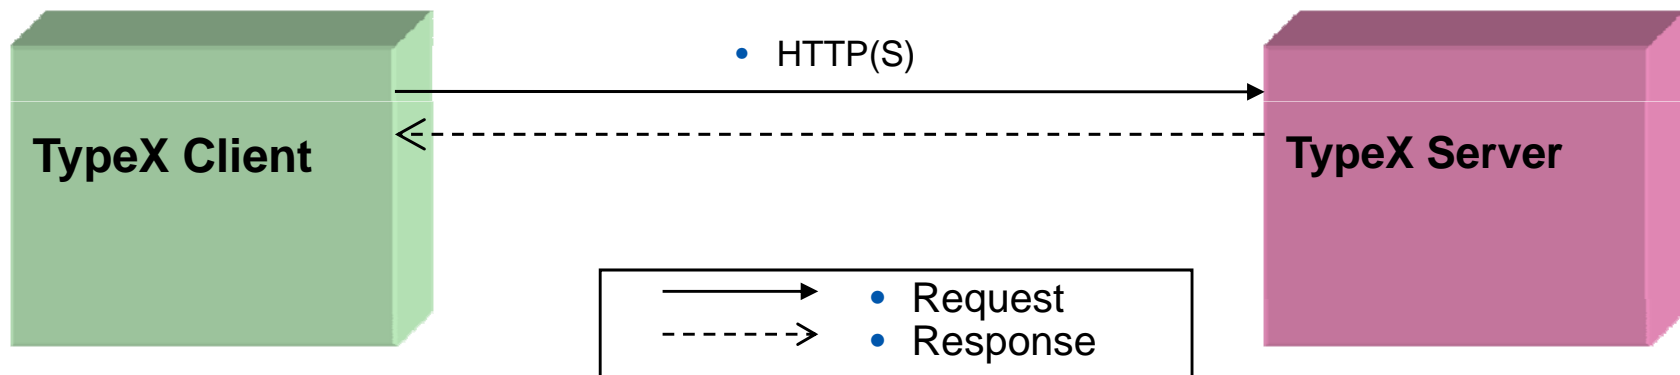 • HTTP(S)
TypeX Client
TypeX Server
• Request
• Response